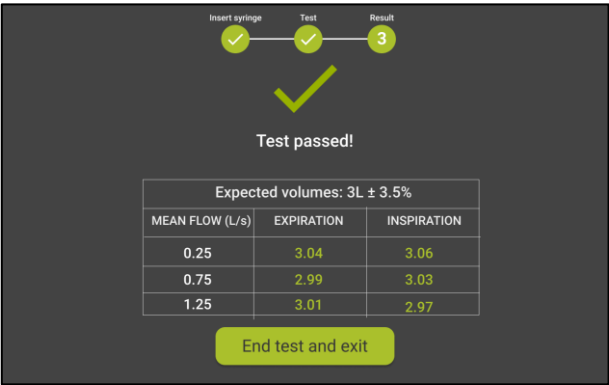 Insert syringe Test Result
3
Test passed!
Expected volumes: 3L ± 3.5%
MEAN FLOW (L/s) EXPIRATION INSPIRATION
0.25 3.04 3.06
0.75 2.99 3.03
1.25 3.01 2.97
End test and exit